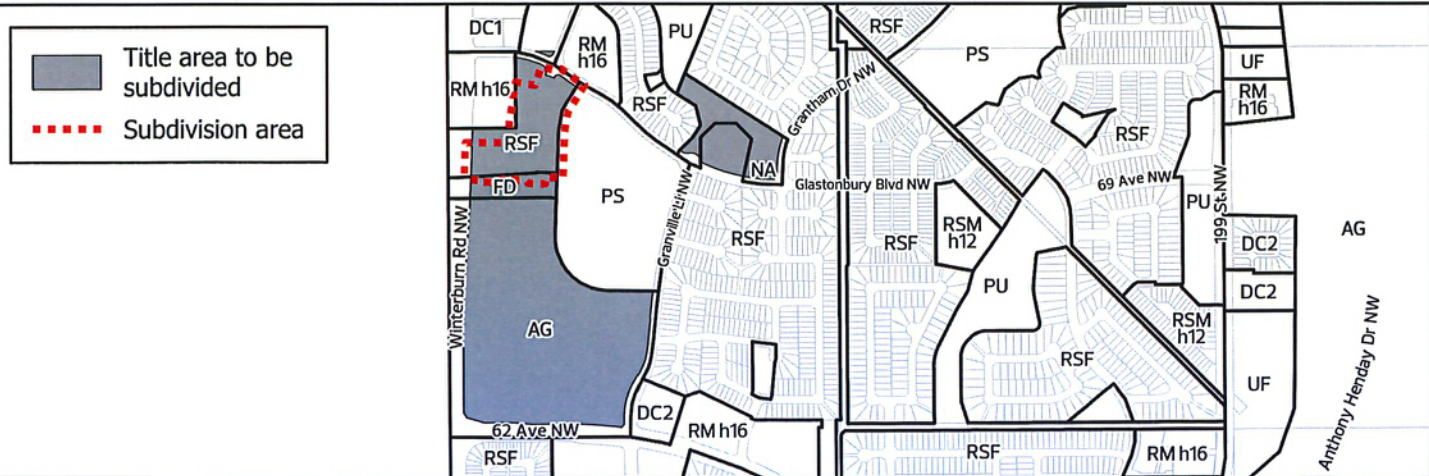 Title area to be
subdivided
Subdivision area
DC1
RM h16
RM
h16
PU
RSF
FD
PS
RSF
NA
Grantham Dr NW
Glastonbury Blvd NW
Granville Li NW
RSF
Winterburn Rd NW
AG
62 Ave NW
RSF
DC2
RM h16
RSF
PS
RSF
RSM
h12
PU
RSF
69 Ave NW
PU
199 St NW
UF
RM
h16
DC2
DC2
AG
RSM
h12
RSF
UF
Anthony Henday Dr NW
RSF
RM h16